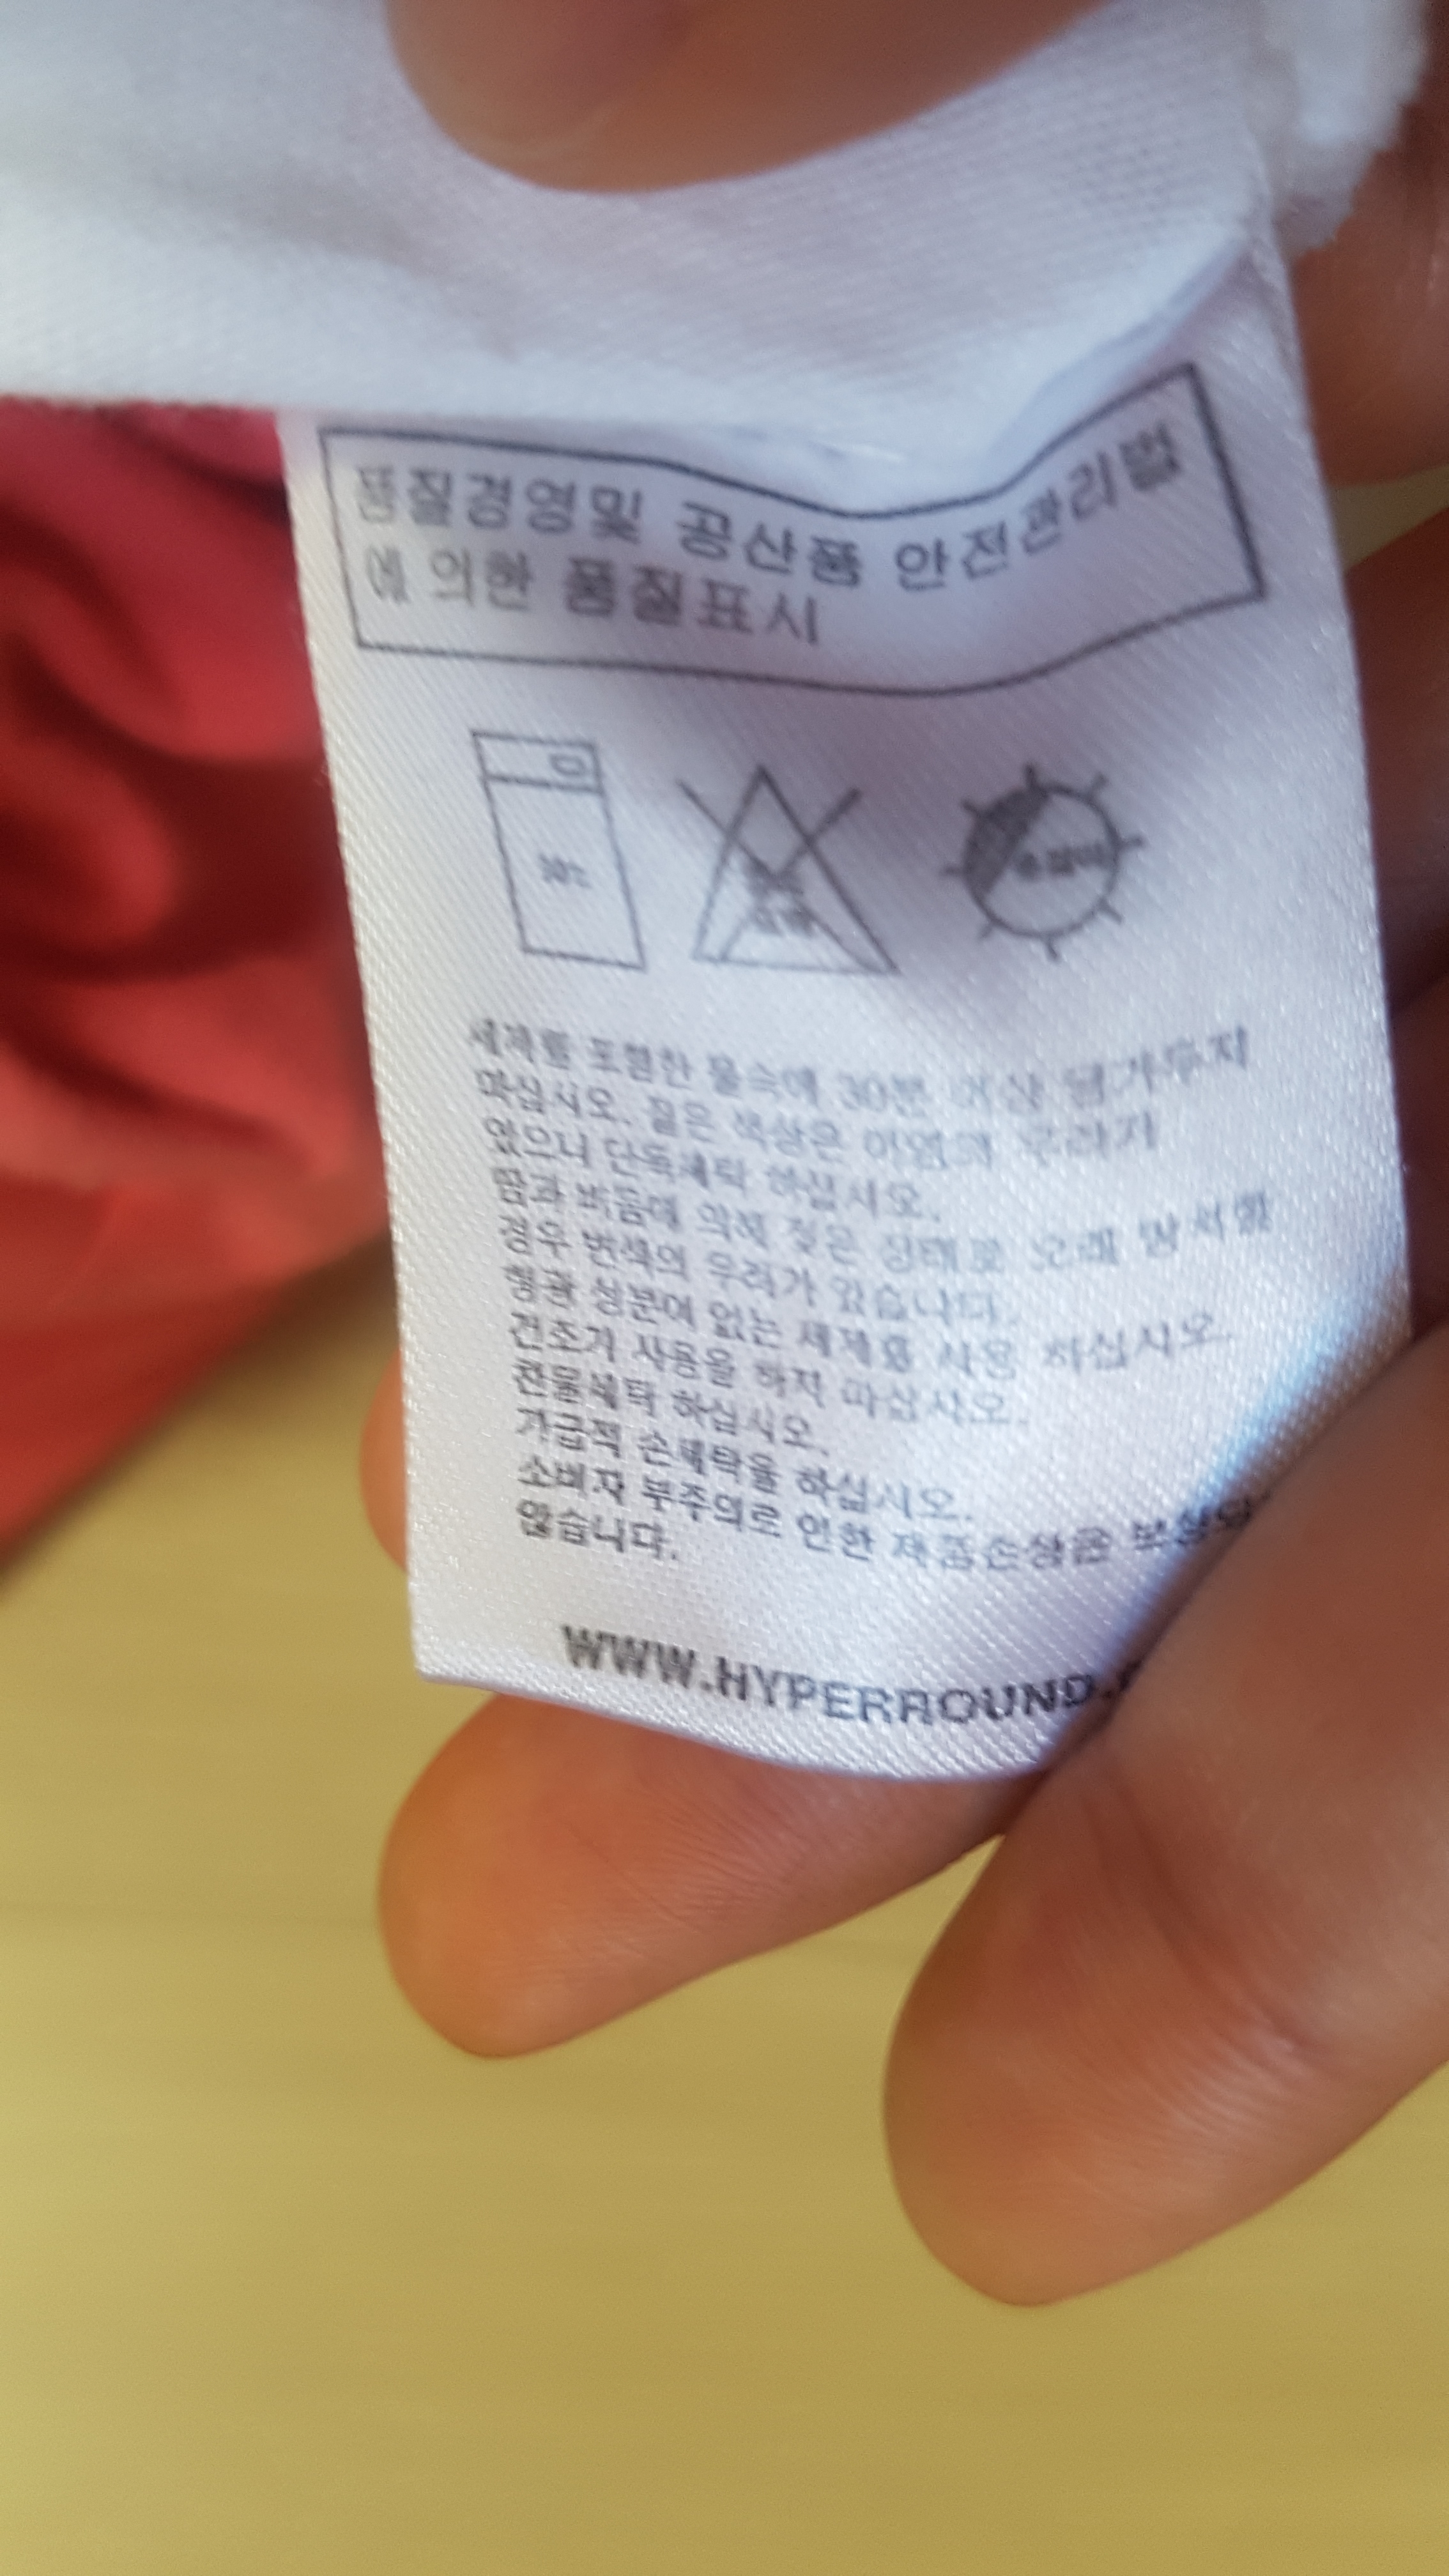 품질경영및 공산품 안전관리법
에 의한 품질표시
세제를 포함한 물속에 30분 이상 담가두지
마십시오. 짙은 색상은 이염의 우려가
있으니 단독세탁 하십시오.
땀과 비등에 의해 젖은 상태로 오래 방치할
경우 변색의 우려가 있습니다.
형광 성분에 없는 세제를 사용 하십시오.
건조기 사용을 하지 마십시오.
찬물세탁 하십시오.
가급적 손세탁을 하십시오.
소비자 부주의로 인한 제품손상은
않습니다.
WWW.HYPERROUND.